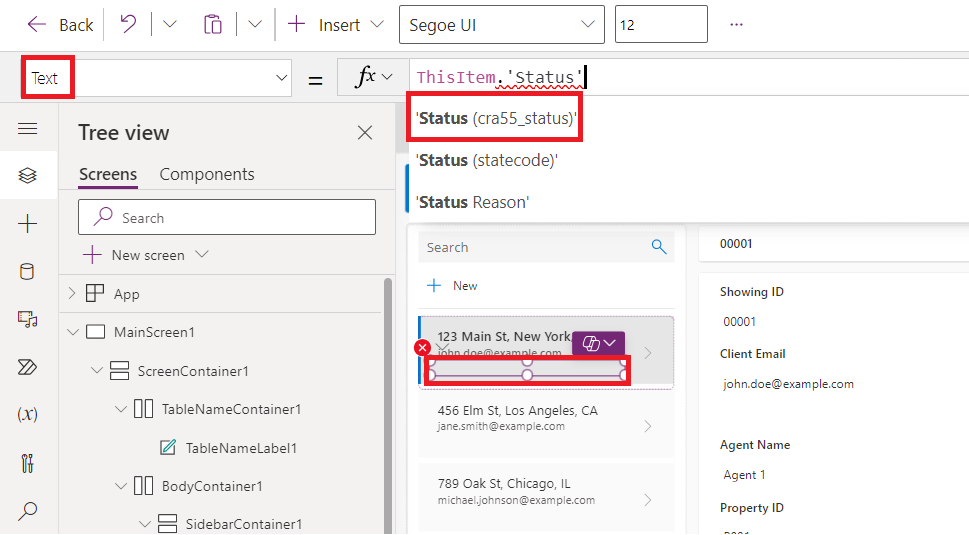 Back
Insert
Segoe UI
12
...
Text
=
fx
ThisItem.'Status'
'Status (cra55_status)'
'Status (statecode)'
'Status Reason'
Tree view
Screens
Components
Search
New screen
App
MainScreen1
ScreenContainer1
TableNameContainer1
TableNameLabel1
BodyContainer1
SidebarContainer1
(x)
Search
New
123 Main St, New York,
john.doe@example.com
456 Elm St, Los Angeles, CA
jane.smith@example.com
789 Oak St, Chicago, IL
michael.johnson@example.com
00001
Showing ID
00001
Client Email
john.doe@example.com
Agent Name
Agent 1
Property ID